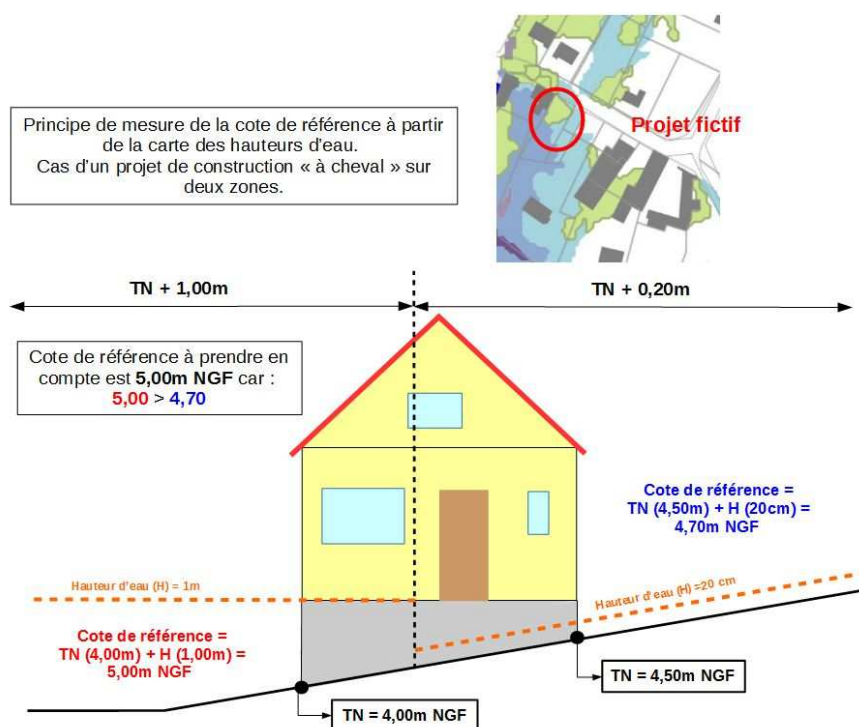 Principe de mesure de la cote de référence à partir
de la carte des hauteurs d'eau.
Cas d'un projet de construction « à cheval » sur
deux zones.
Projet fictif
TN + 1,00m
TN + 0,20m
Cote de référence à prendre en
compte est 5,00m NGF car :
5,00 > 4,70
Cote de référence =
TN (4,50m) + H (20cm) =
4,70m NGF
Hauteur d'eau (H) = 1m
Hauteur d'eau (H) =20 cm
Cote de référence =
TN (4,00m) + H (1,00m) =
5,00m NGF
TN = 4,50m NGF
TN = 4,00m NGF